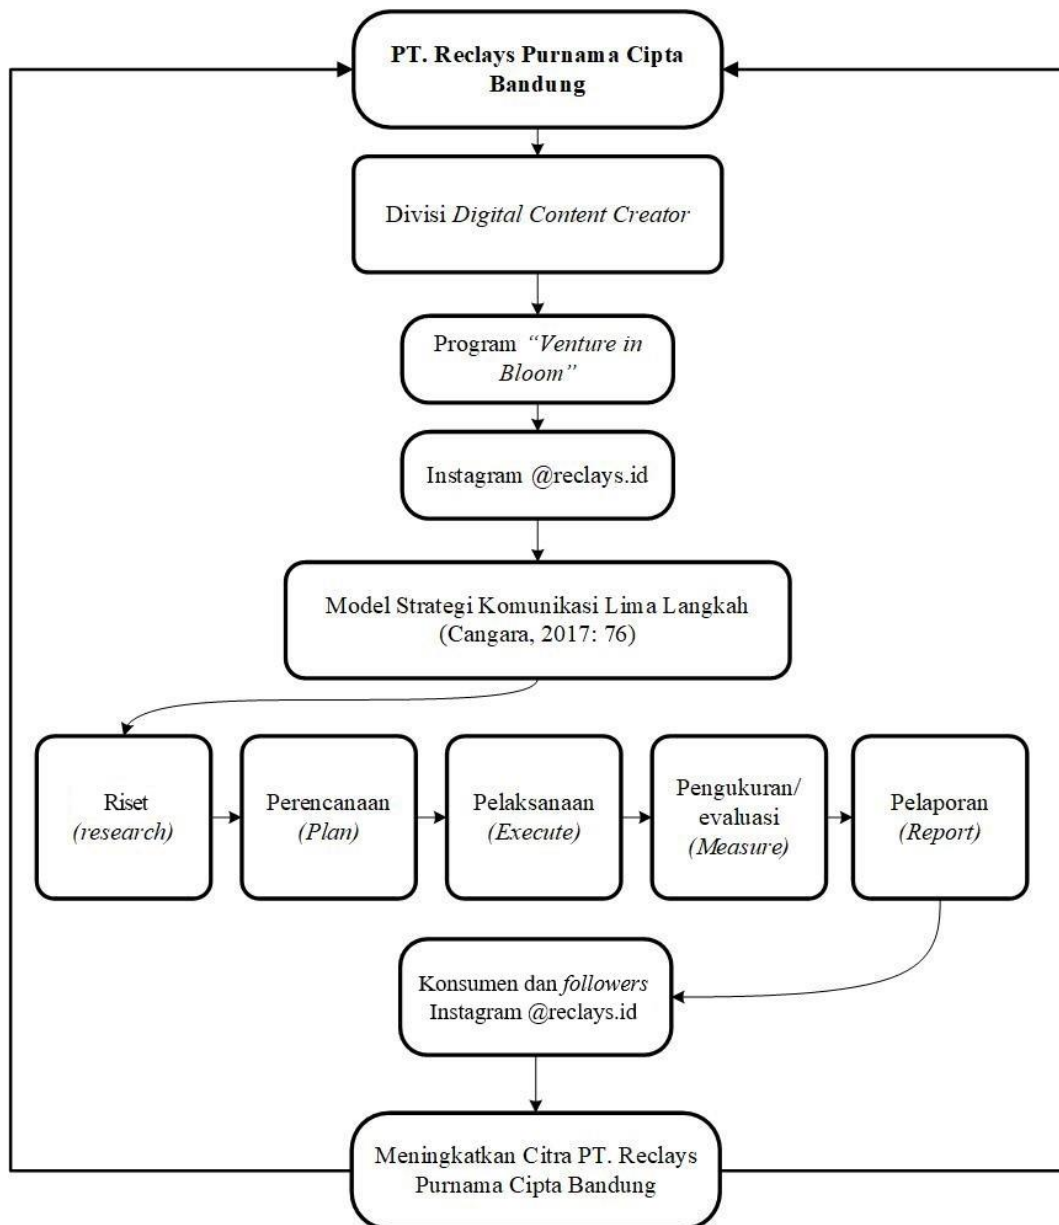 PT. Reclays Purnama Cipta
Bandung
Divisi Digital Content Creator
Program “Venture in
Bloom”
Instagram @reclays.id
Model Strategi Komunikasi Lima Langkah
(Cangara, 2017: 76)
Riset
(research)
Perencanaan
(Plan)
Pelaksanaan
(Execute)
Pengukuran/
evaluasi
(Measure)
Pelaporan
(Report)
Konsumen dan followers
Instagram @reclays.id
Meningkatkan Citra PT. Reclays
Purnama Cipta Bandung